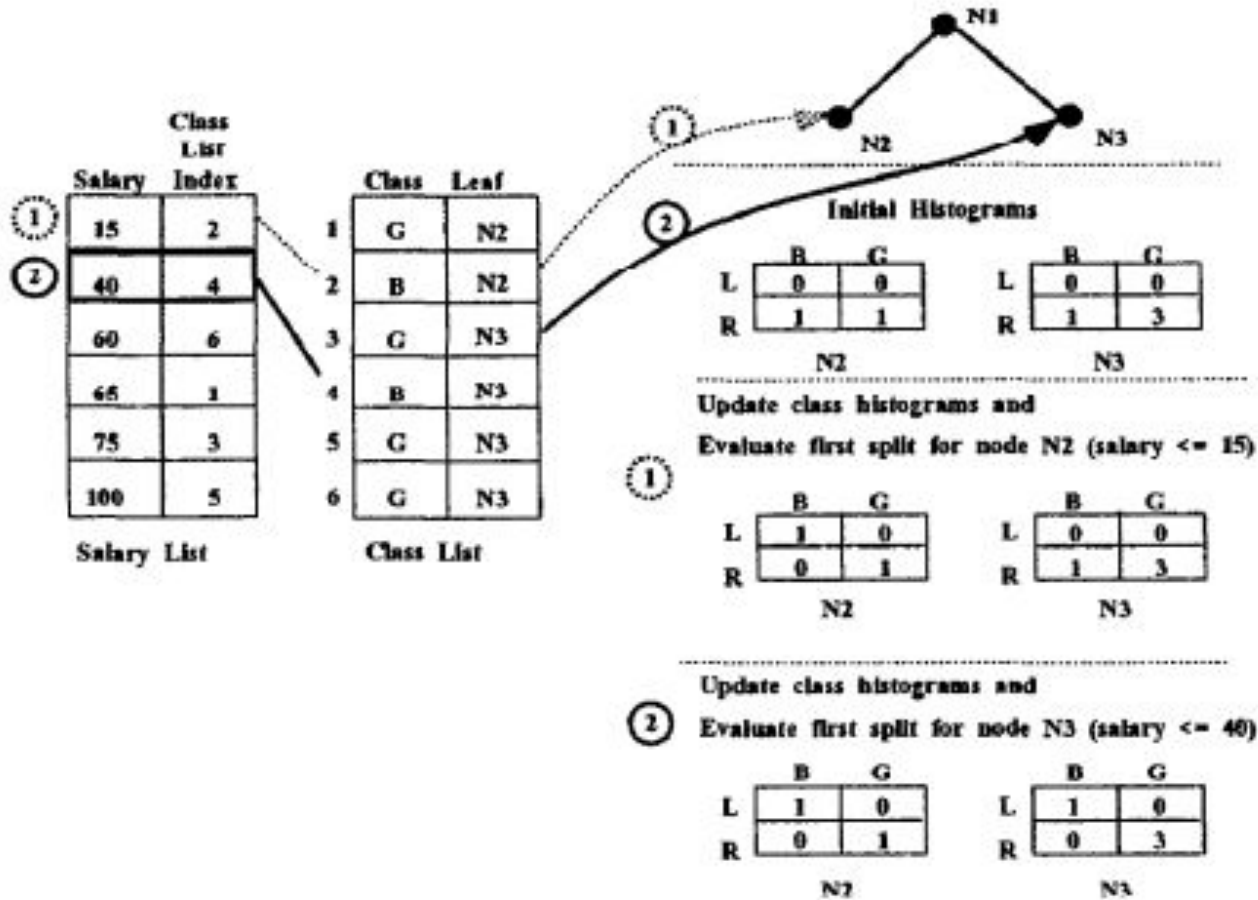 N1
N2
N3
1
2
Class
List
Salary Index
1 15 2
2 40 4
60 6
65 1
75 3
100 5
Salary List
Class Leaf
1 G N2
2 B N2
3 G N3
4 B N3
5 G N3
6 G N3
Class List
Initial Histograms
B G
L 0 0
R 1 1
N2
B G
L 0 0
R 1 3
N3
Update class histograms and
1 Evaluate first split for node N2 (salary <= 15)
B G
L 1 0
R 0 1
N2
B G
L 0 0
R 1 3
N3
Update class histograms and
2 Evaluate first split for node N3 (salary <= 40)
B G
L 1 0
R 0 1
N2
B G
L 1 0
R 0 3
N3